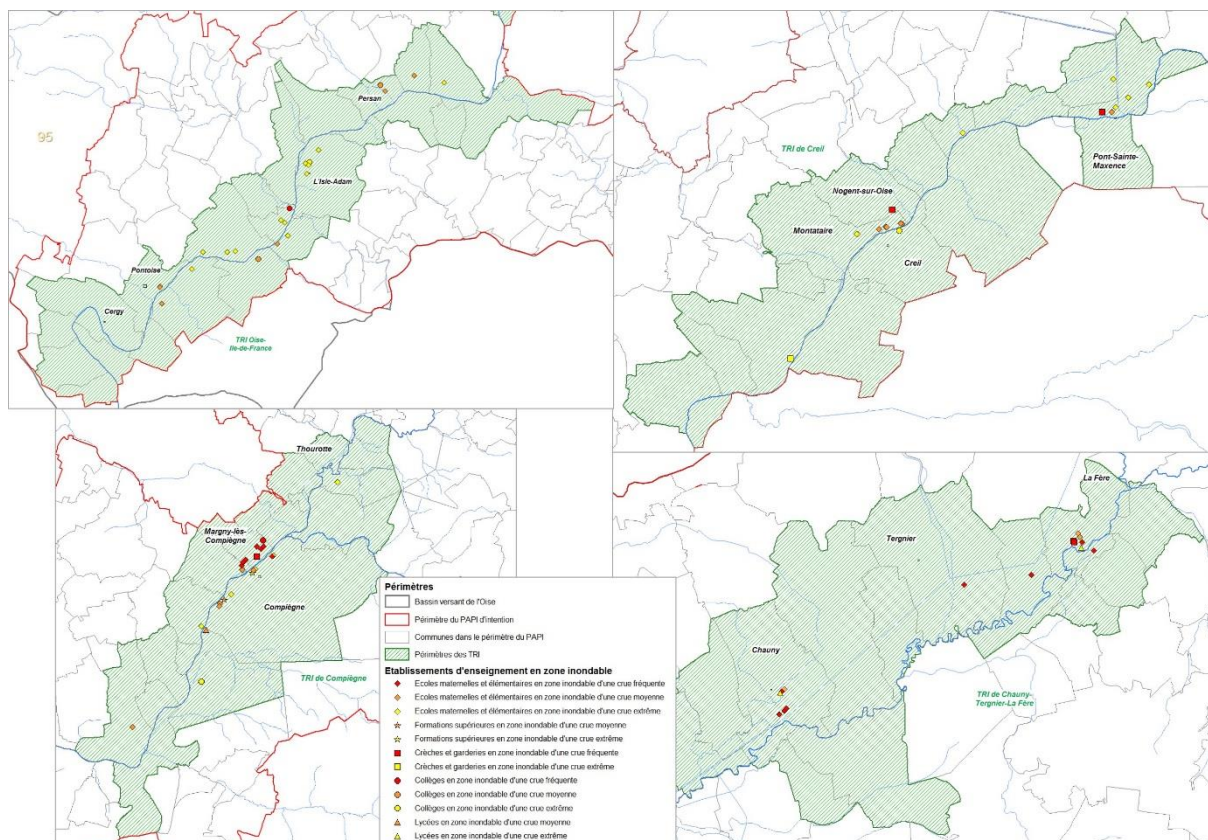 95
Persan
L'Isle-Adam
Pontoise
Cergy
TRI Oise-
Ile-de-France
TRI de Creil
Pont-Sainte-
Maxence
Nogent-sur-Oise
Montataire
Creil
Thourotte
Margny-lès-
Compiègne
Compiègne
TRI de Compiègne
La Fère
Tergnier
Chauny
TRI de Chauny-
Tergnier-La Fère
Périmètres
Bassin versant de l'Oise
Périmètre du PAPI d'intention
Communes dans le périmètre du PAPI
Périmètres des TRI
Etablissements d'enseignement en zone inondable
Ecoles maternelles et élémentaires en zone inondable d'une crue fréquente
Ecoles maternelles et élémentaires en zone inondable d'une crue moyenne
Ecoles maternelles et élémentaires en zone inondable d'une crue extrême
Formations supérieures en zone inondable d'une crue moyenne
Formations supérieures en zone inondable d'une crue extrême
Crèches et garderies en zone inondable d'une crue fréquente
Crèches et garderies en zone inondable d'une crue extrême
Collèges en zone inondable d'une crue fréquente
Collèges en zone inondable d'une crue moyenne
Collèges en zone inondable d'une crue extrême
Lycées en zone inondable d'une crue moyenne
Lycées en zone inondable d'une crue extrême